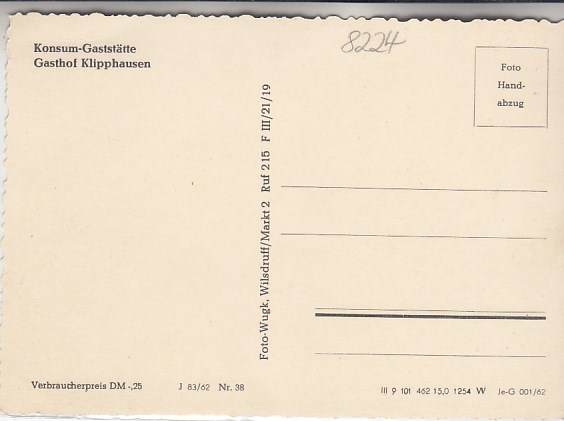 Konsum-Gaststätte
Gasthof Klipphausen
8224
Foto
Hand-
abzug
Foto-Wugk, Wilsdruff/Markt 2 Ruf 215 F III/21/19
Verbraucherpreis DM -,25 J 83/62 Nr. 38
III 9 101 462 15,0 1254 W Je-G 001/62